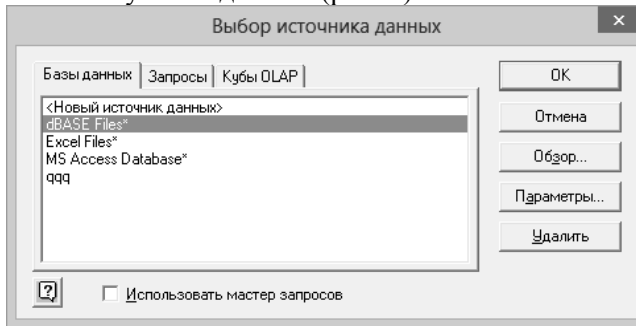 Выбор источника данных
×
Базы данных Запросы Кубы OLAP
<Новый источник данных>
dBASE Files*
Excel Files*
MS Access Database*
qqq
OK
Отмена
Обзор...
Параметры...
Удалить
?
Использовать мастер запросов